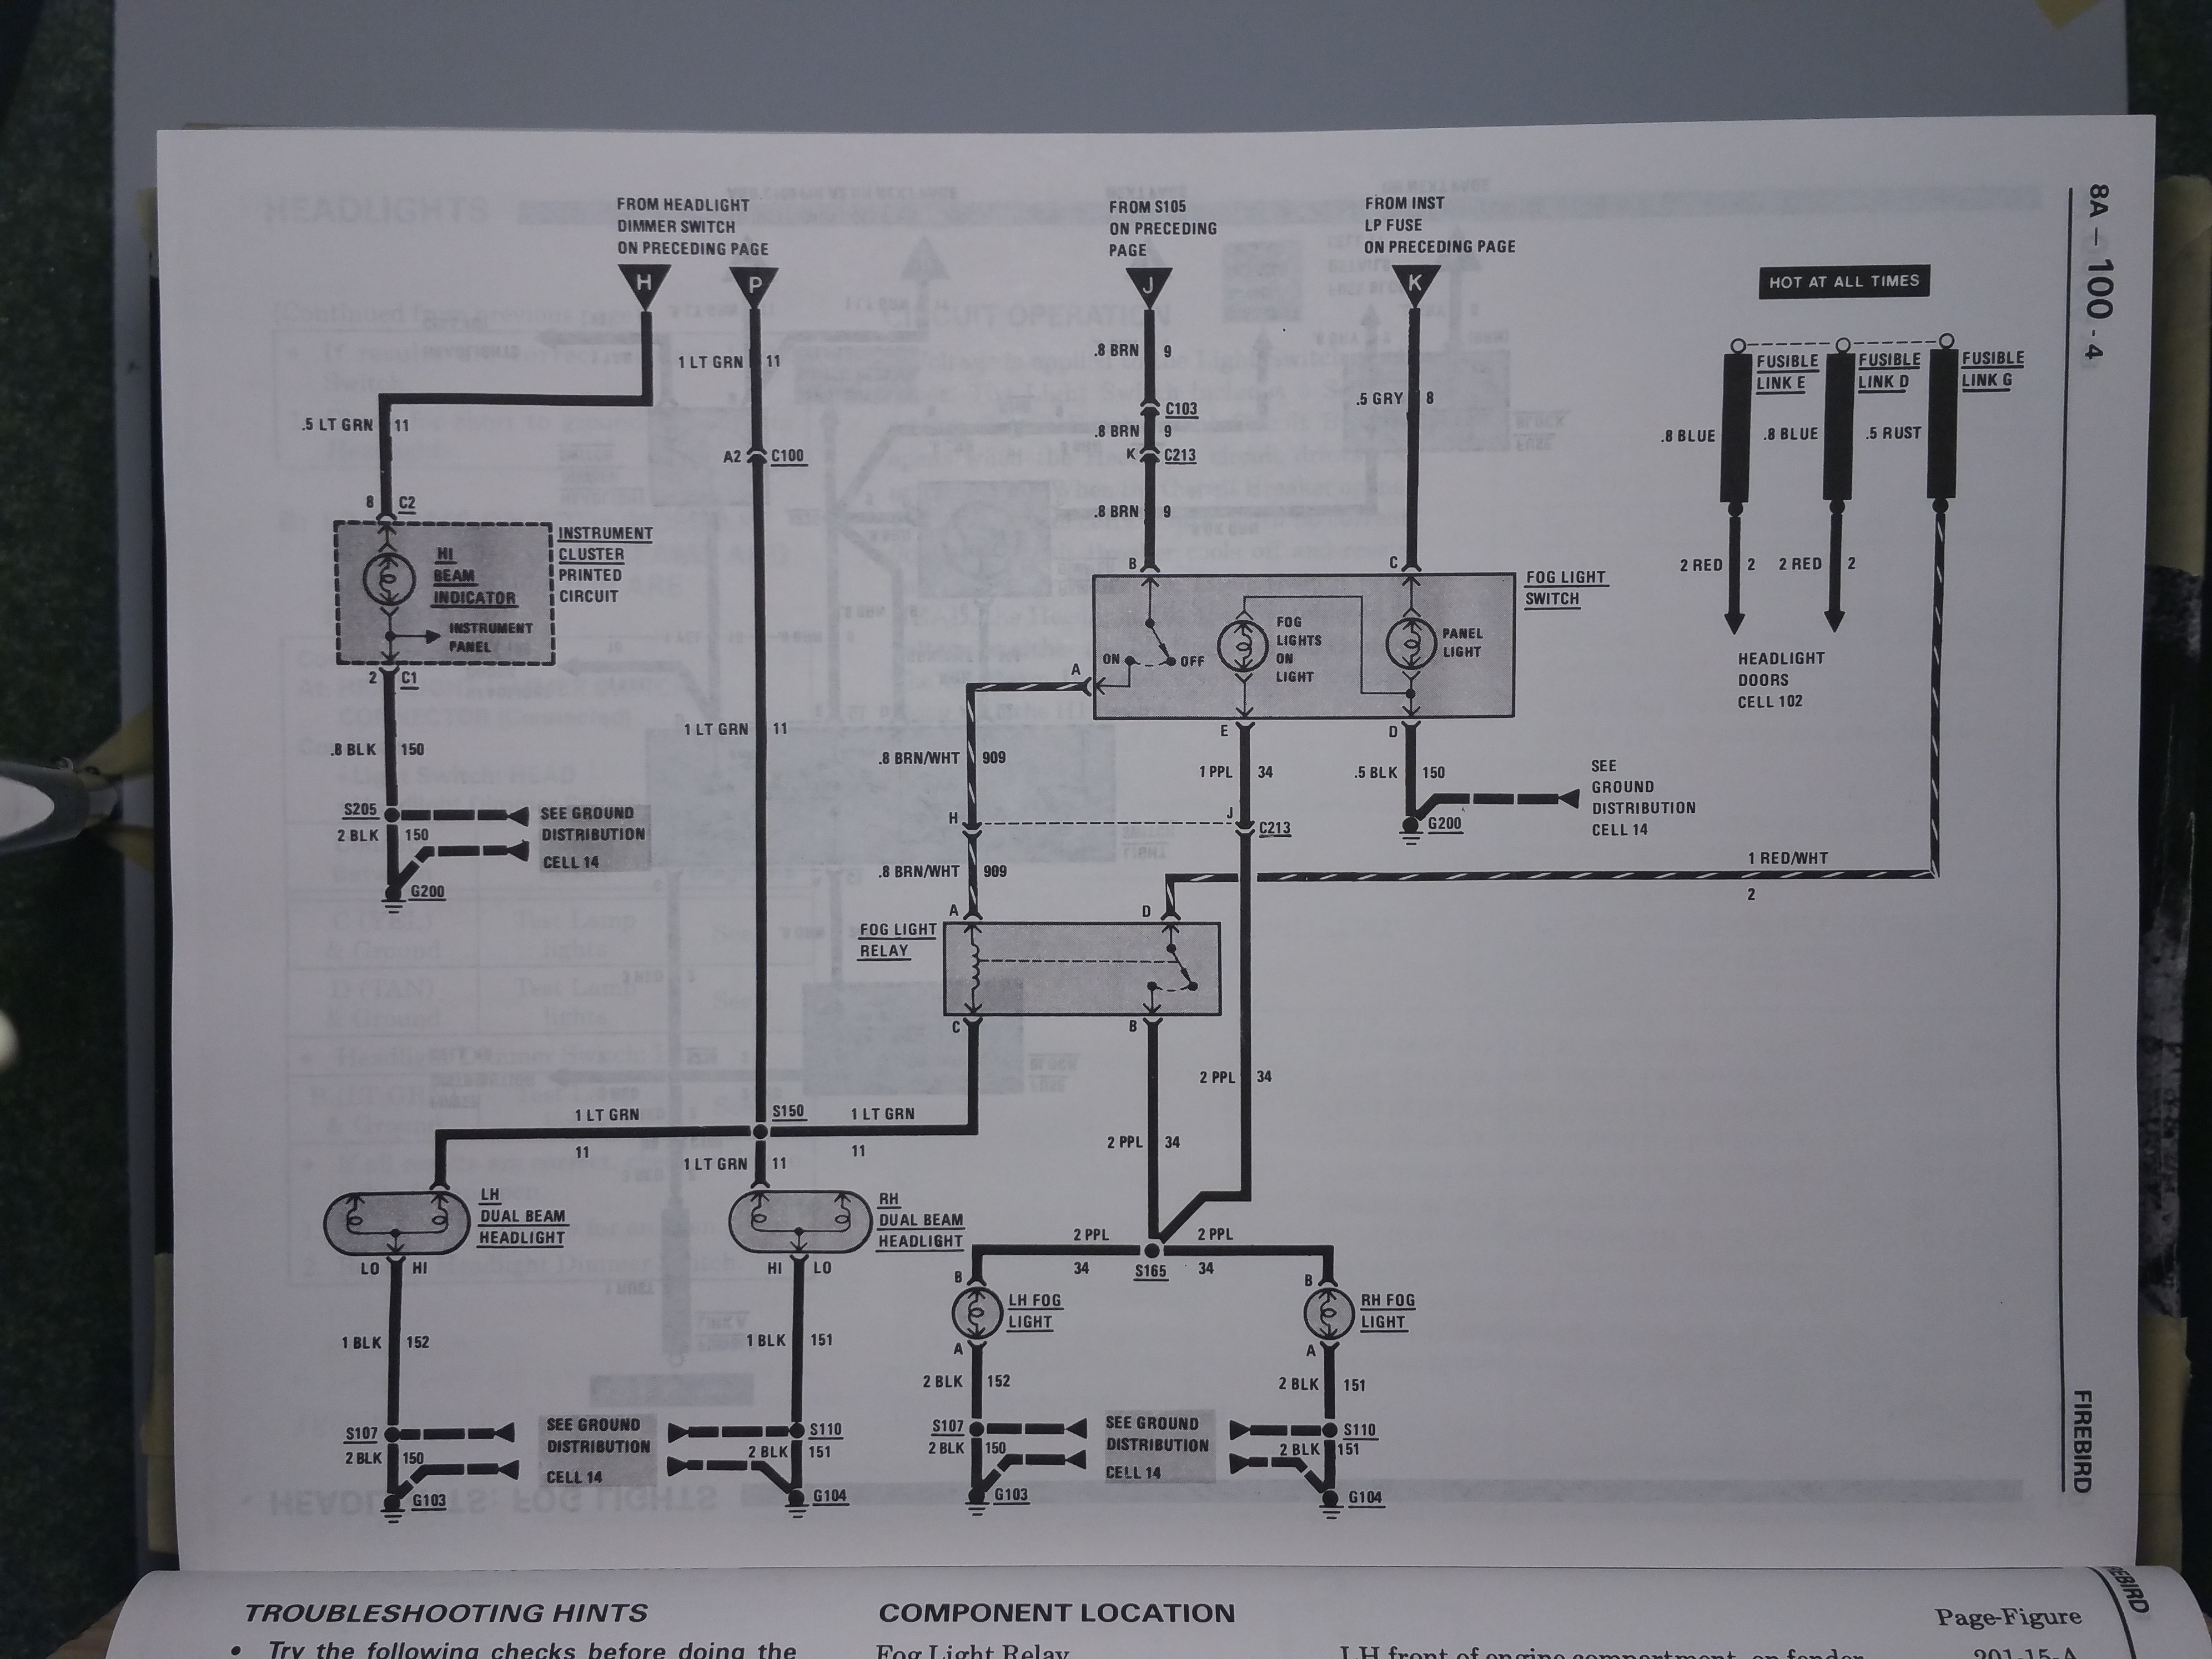 FROM HEADLIGHT
DIMMER SWITCH
ON PRECEDING PAGE
H
P
FROM S105
ON PRECEDING
PAGE
J
FROM INST
LP FUSE
ON PRECEDING PAGE
K
HOT AT ALL TIMES
8A - 100 - 4
FIREBIRD
1 LT GRN 11
.8 BRN 9
.5 GRY 8
FUSIBLE
LINK E
FUSIBLE
LINK D
FUSIBLE
LINK G
.5 LT GRN 11
C103
.8 BRN 9
.8 BLUE
.8 BLUE
.5 RUST
A2 C100
K C213
8 C2
.8 BRN 9
HI
BEAM
INDICATOR
INSTRUMENT
PANEL
INSTRUMENT
CLUSTER
PRINTED
CIRCUIT
B
C
2 RED 2
2 RED 2
FOG LIGHT
SWITCH
ON
OFF
FOG
LIGHTS
ON
LIGHT
PANEL
LIGHT
A
HEADLIGHT
DOORS
CELL 102
2 C1
1 LT GRN 11
E
D
.8 BLK 150
.8 BRN/WHT 909
1 PPL 34
.5 BLK 150
SEE
GROUND
DISTRIBUTION
CELL 14
S205
SEE GROUND
DISTRIBUTION
CELL 14
2 BLK 150
H
J
C213
G200
G200
.8 BRN/WHT 909
1 RED/WHT
2
A
D
FOG LIGHT
RELAY
C
B
2 PPL 34
1 LT GRN
11
S150
1 LT GRN
11
2 PPL 34
1 LT GRN 11
LH
DUAL BEAM
HEADLIGHT
RH
DUAL BEAM
HEADLIGHT
LO HI
HI LO
2 PPL
34
S165
2 PPL
34
B
LH FOG
LIGHT
A
B
RH FOG
LIGHT
A
1 BLK 152
1 BLK 151
2 BLK 152
2 BLK 151
S107
SEE GROUND
DISTRIBUTION
CELL 14
S110
2 BLK 150
2 BLK 151
G103
G104
S107
SEE GROUND
DISTRIBUTION
CELL 14
S110
2 BLK 150
2 BLK 151
G103
G104
TROUBLESHOOTING HINTS
• Try the following checks before doing the
COMPONENT LOCATION
Page-Figure
Fog Light Relay
LH front of engine compartment, on fender
201-15-A